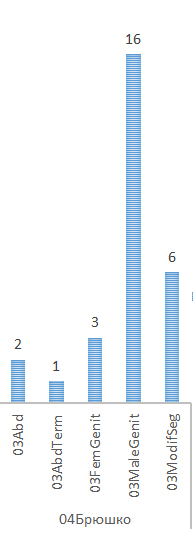 16
6
3
2
1
03Abd
03AbdTerm
03FemGenit
03MaleGenit
03ModifSeg
04Брюшко